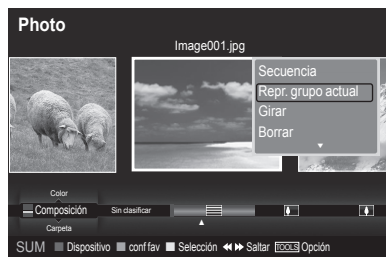 Photo
Image001.jpg
Secuencia
Repr. grupo actual
Girar
Borrar
Color
Composición
Sin clasificar
Carpeta
SUM Dispositivo conf fav Selección Saltar TOOLS Opción